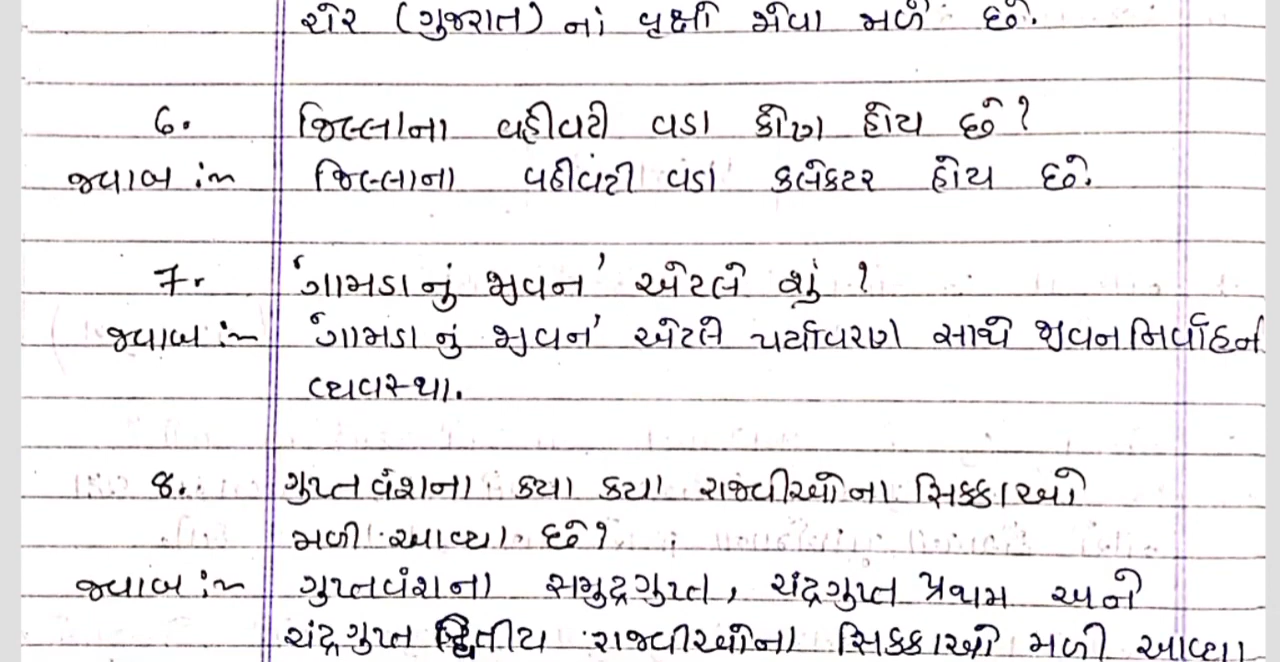 શેર (ગુજરાત) નાં વૃક્ષો જોવા મળે છે.
6. જિલ્લાના વહીવટી વડા કોણ હોય છે?
જવાબ :- જિલ્લાના વહીવટી વડા કલેકટર હોય છે.
7. 'ગામડાનું જીવન' એટલે શું ?
જવાબ :- 'ગામડાનું જીવન' એટલે પર્યાવરણ સાથે જીવનનિર્વાહની
વ્યવસ્થા.
8. ગુપ્તવંશના કયા કયા રાજવીઓના સિક્કાઓ
મળી આવ્યા છે?
જવાબ :- ગુપ્તવંશના સમુદ્રગુપ્ત, ચંદ્રગુપ્ત પ્રથમ અને
ચંદ્રગુપ્ત દ્વિતીય રાજવીઓના સિક્કાઓ મળી આવ્યા